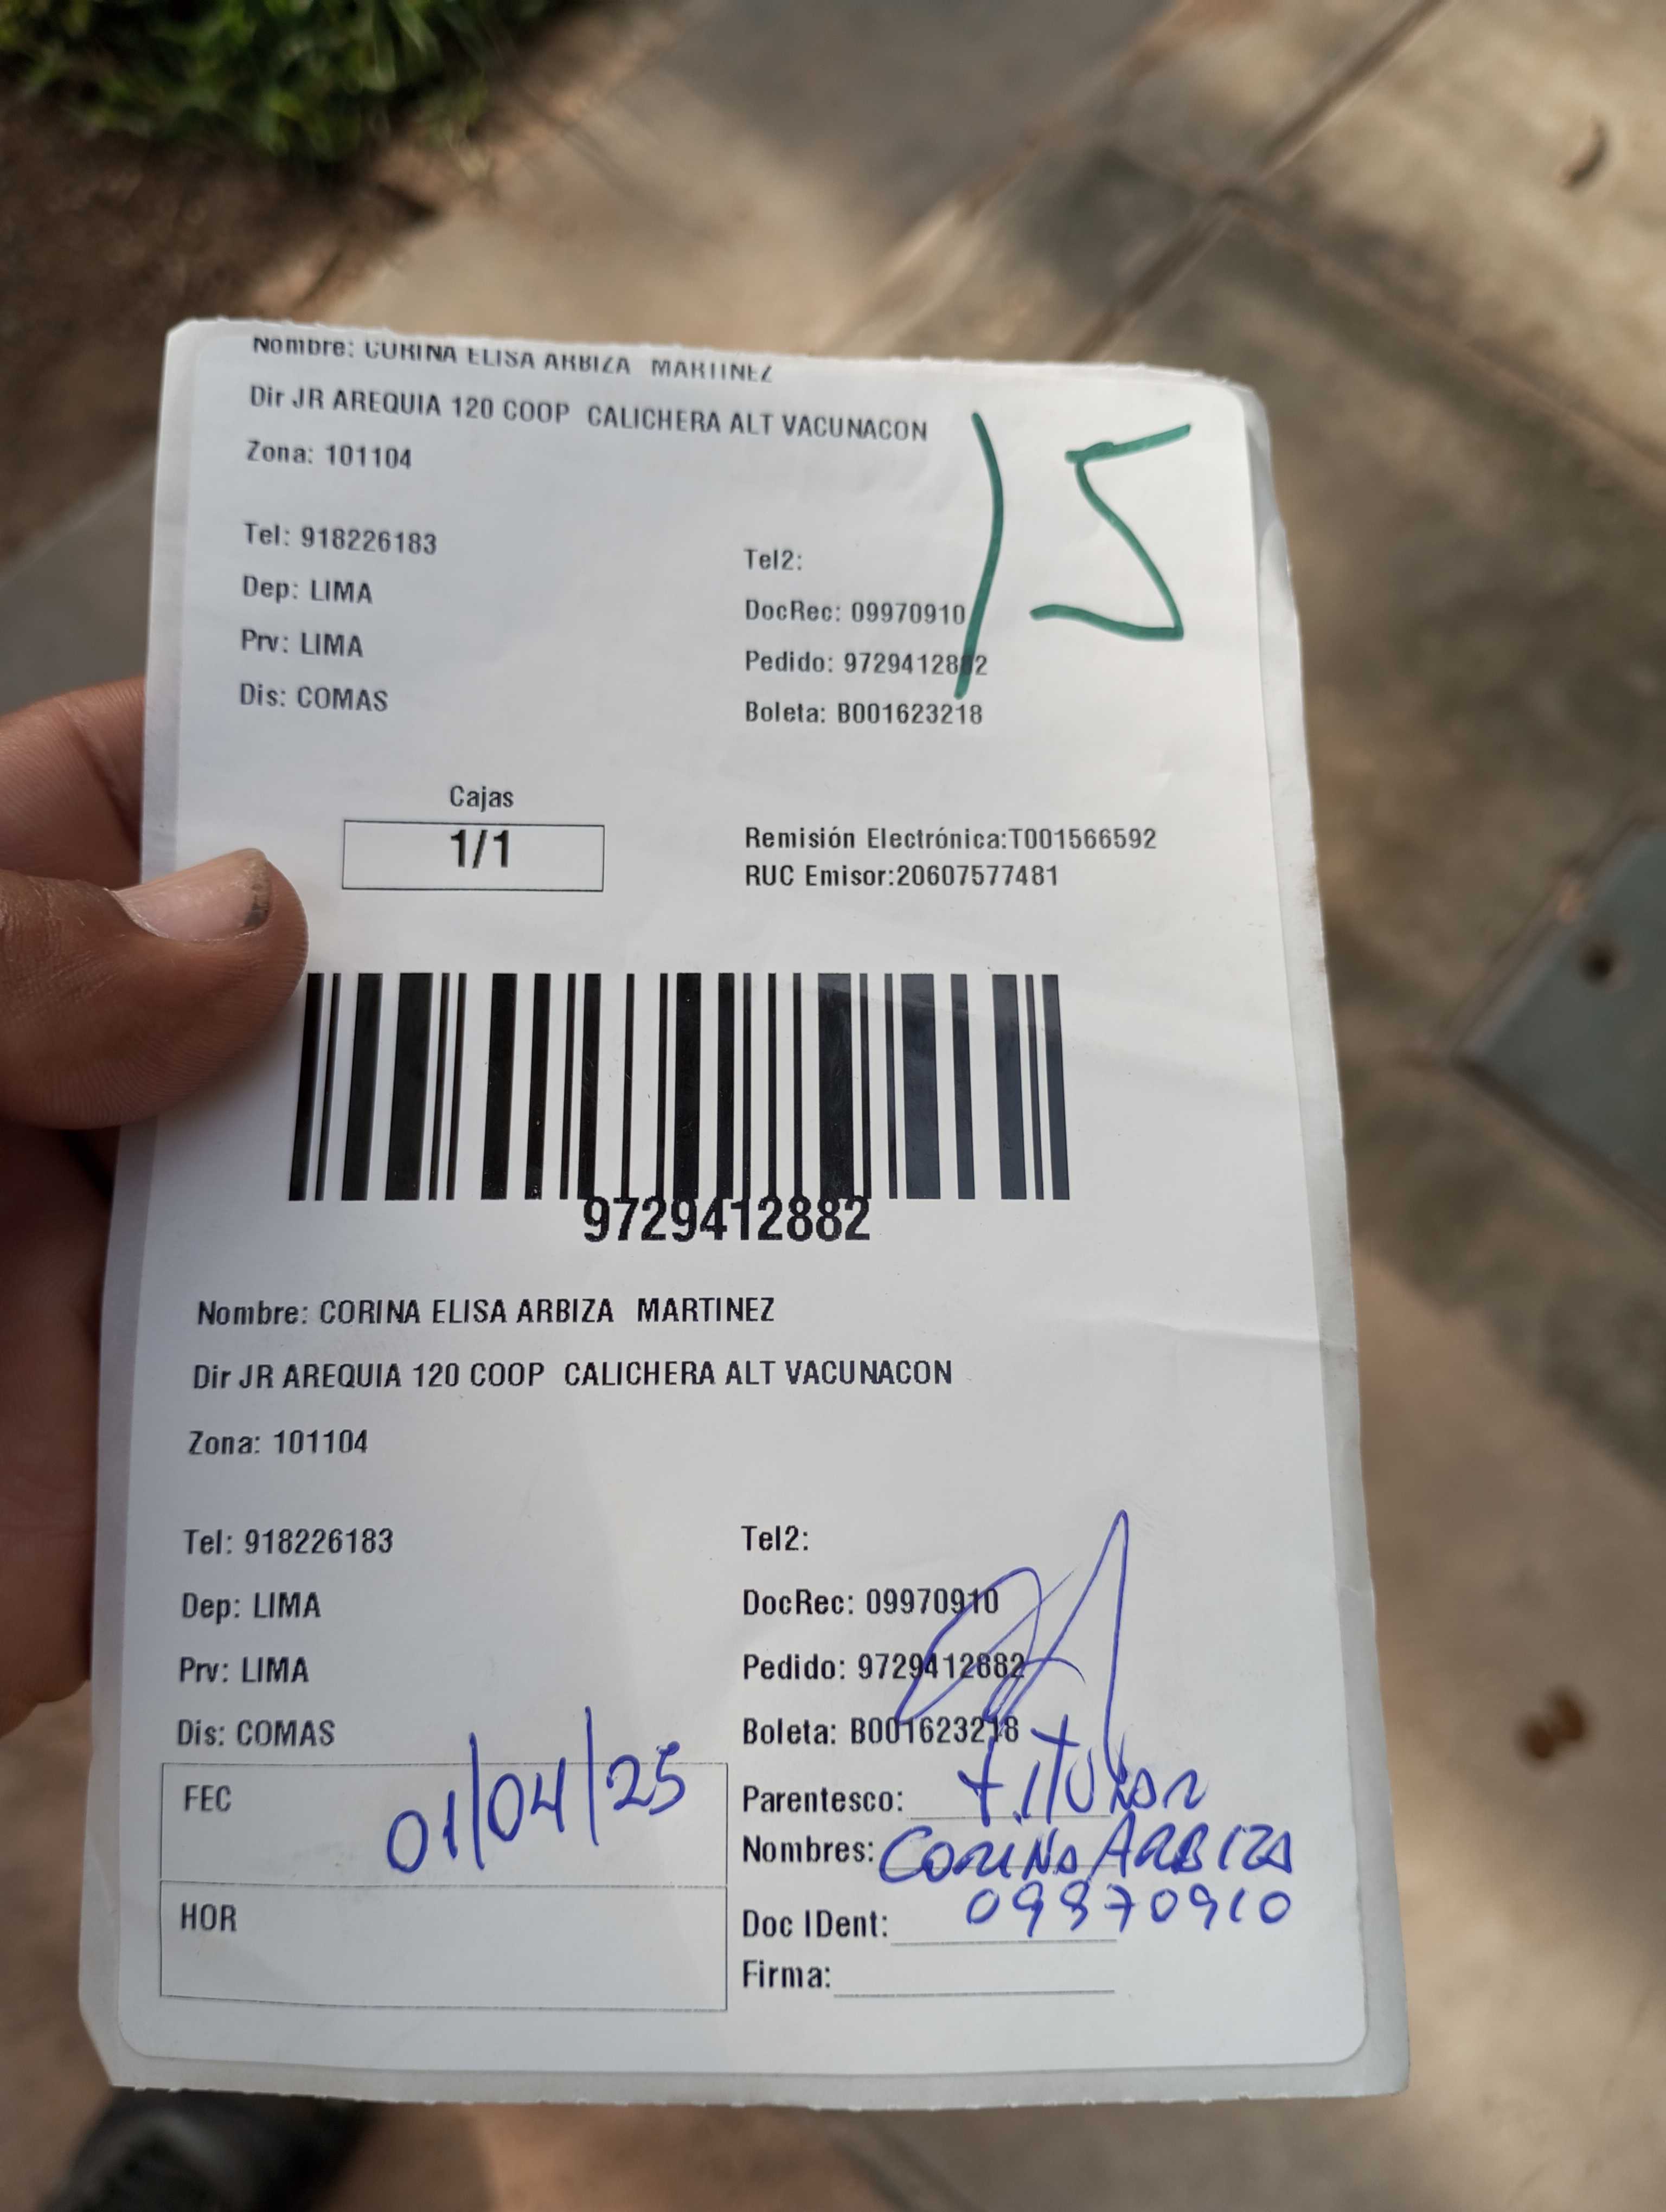 Nombre: CORINA ELISA ARBIZA MARTINEZ
Dir JR AREQUIA 120 COOP CALICHERA ALT VACUNACON
15
Zona: 101104
Tel: 918226183
Tel2:
Dep: LIMA
DocRec: 09970910
Prv: LIMA
Pedido: 9729412882
Dis: COMAS
Boleta: B001623218
Cajas
1/1
Remisión Electrónica:T001566592
RUC Emisor:20607577481
9729412882
Nombre: CORINA ELISA ARBIZA MARTINEZ
Dir JR AREQUIA 120 COOP CALICHERA ALT VACUNACON
Zona: 101104
Tel: 918226183
Tel2:
Dep: LIMA
DocRec: 09970910
Prv: LIMA
Pedido: 9729412882
Dis: COMAS
Boleta: B001623218
FEC 01/04/25
Parentesco: titular
Nombres: CORINA ARBIZA
HOR
Doc IDent: 09970910
Firma: